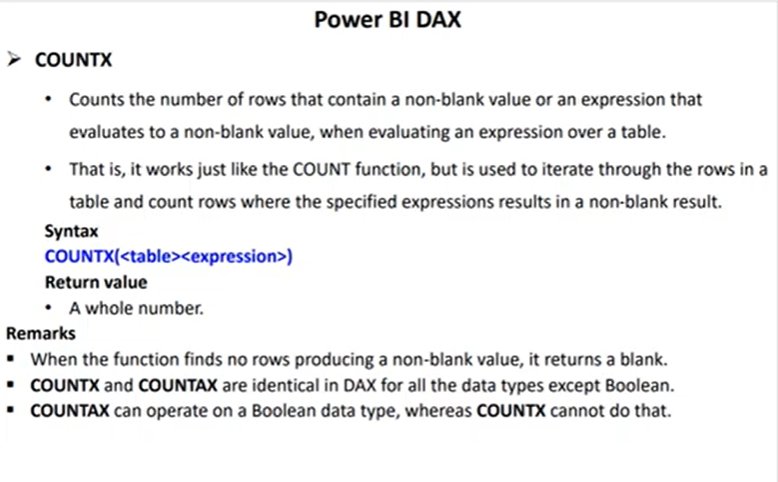 Power BI DAX
➤ COUNTX
• Counts the number of rows that contain a non-blank value or an expression that
evaluates to a non-blank value, when evaluating an expression over a table.
• That is, it works just like the COUNT function, but is used to iterate through the rows in a
table and count rows where the specified expressions results in a non-blank result.
Syntax
COUNTX(<table><expression>)
Return value
• A whole number.
Remarks
▪ When the function finds no rows producing a non-blank value, it returns a blank.
▪ COUNTX and COUNTAX are identical in DAX for all the data types except Boolean.
▪ COUNTAX can operate on a Boolean data type, whereas COUNTX cannot do that.